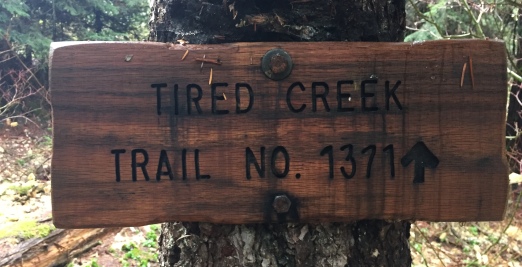 TIRED CREEK
TRAIL NO. 1371